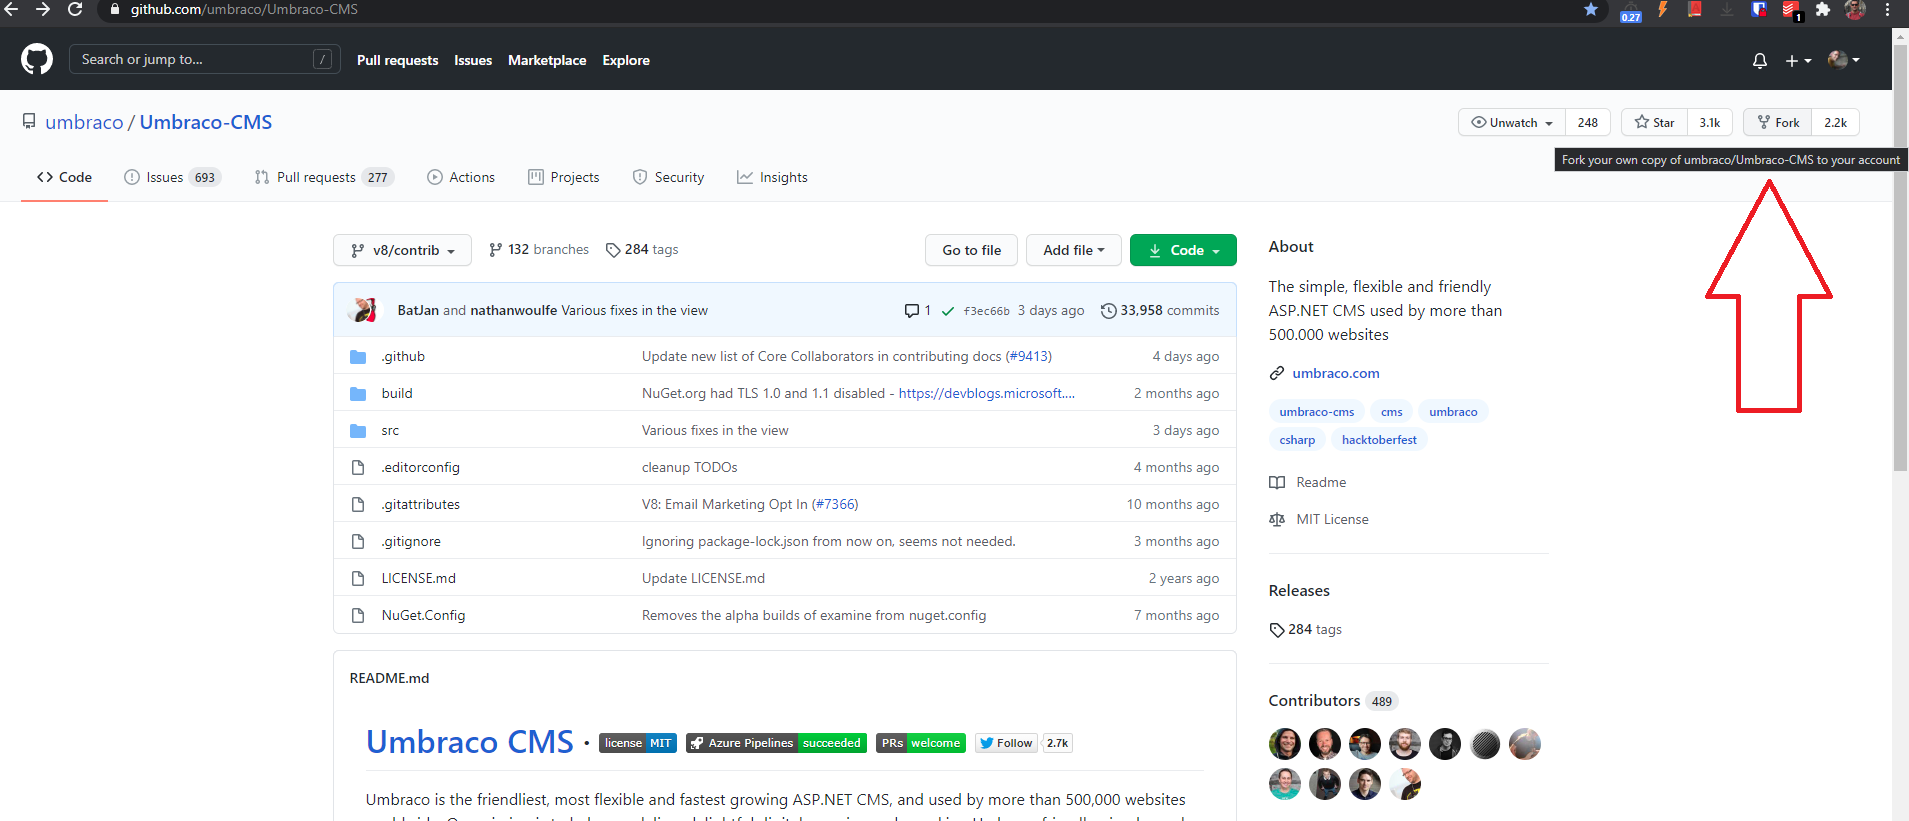 github.com/umbraco/Umbraco-CMS
0.27
1
Search or jump to... /
Pull requests Issues Marketplace Explore
umbraco / Umbraco-CMS
Unwatch 248 Star 3.1k Fork 2.2k
Fork your own copy of umbraco/Umbraco-CMS to your account
Code Issues 693 Pull requests 277 Actions Projects Security Insights
v8/contrib 132 branches 284 tags Go to file Add file Code
BatJan and nathanwoulfe Various fixes in the view 1 f3ec66b 3 days ago 33,958 commits
.github Update new list of Core Collaborators in contributing docs (#9413) 4 days ago
build NuGet.org had TLS 1.0 and 1.1 disabled - https://devblogs.microsoft.... 2 months ago
src Various fixes in the view 3 days ago
.editorconfig cleanup TODOs 4 months ago
.gitattributes V8: Email Marketing Opt In (#7366) 10 months ago
.gitignore Ignoring package-lock.json from now on, seems not needed. 3 months ago
LICENSE.md Update LICENSE.md 2 years ago
NuGet.Config Removes the alpha builds of examine from nuget.config 7 months ago
README.md
Umbraco CMS · license MIT Azure Pipelines succeeded PRs welcome Follow 2.7k
Umbraco is the friendliest, most flexible and fastest growing ASP.NET CMS, and used by more than 500,000 websites
About
The simple, flexible and friendly
ASP.NET CMS used by more than
500.000 websites
umbraco.com
umbraco-cms cms umbraco
csharp hacktoberfest
Readme
MIT License
Releases
284 tags
Contributors 489